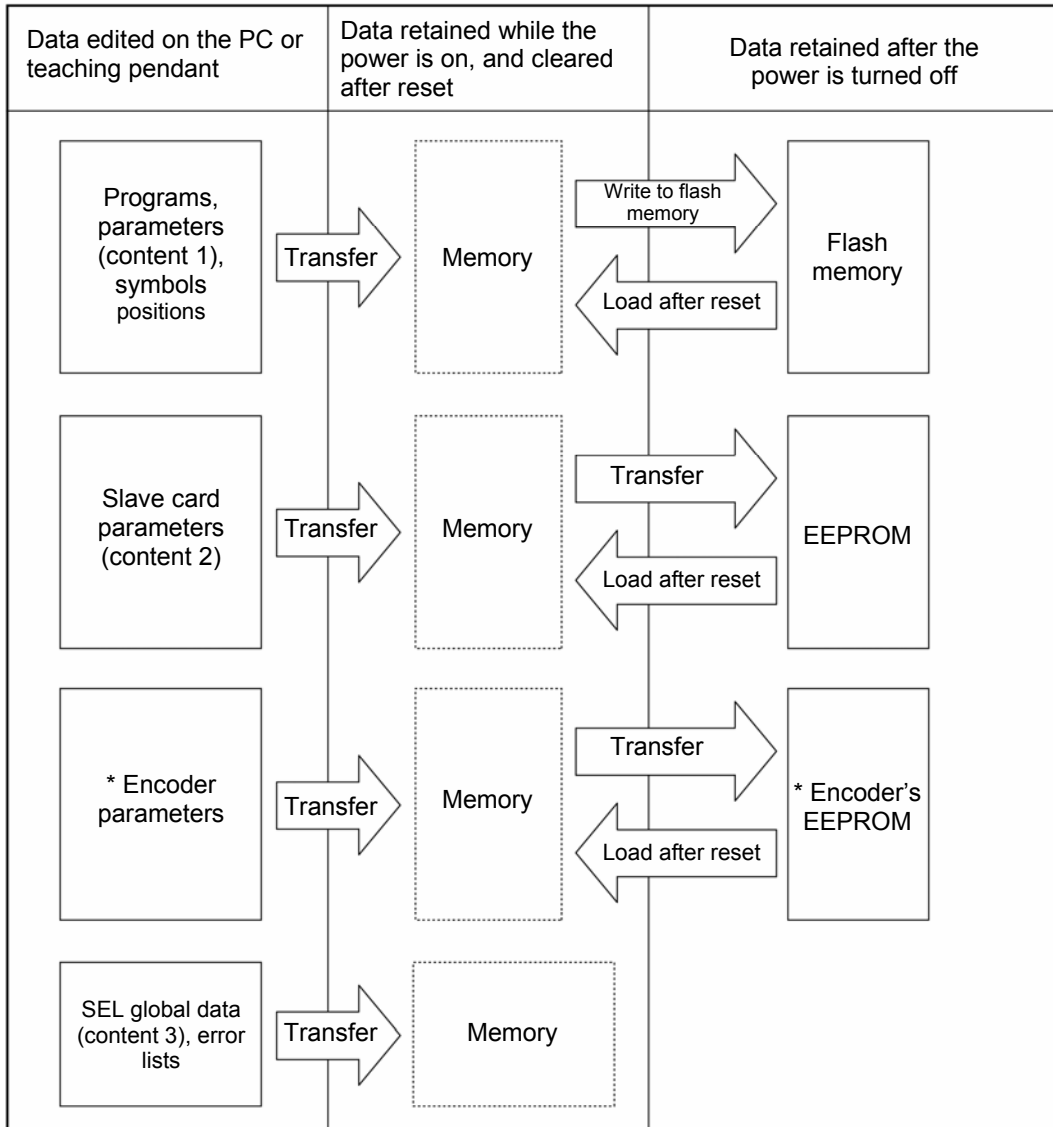 Data edited on the PC or
teaching pendant
Data retained while the
power is on, and cleared
after reset
Data retained after the
power is turned off
Programs,
parameters
(content 1),
symbols
positions
Transfer
Memory
Write to flash
memory
Load after reset
Flash
memory
Slave card
parameters
(content 2)
Transfer
Memory
Transfer
Load after reset
EEPROM
* Encoder
parameters
Transfer
Memory
Transfer
Load after reset
* Encoder’s
EEPROM
SEL global data
(content 3), error
lists
Transfer
Memory